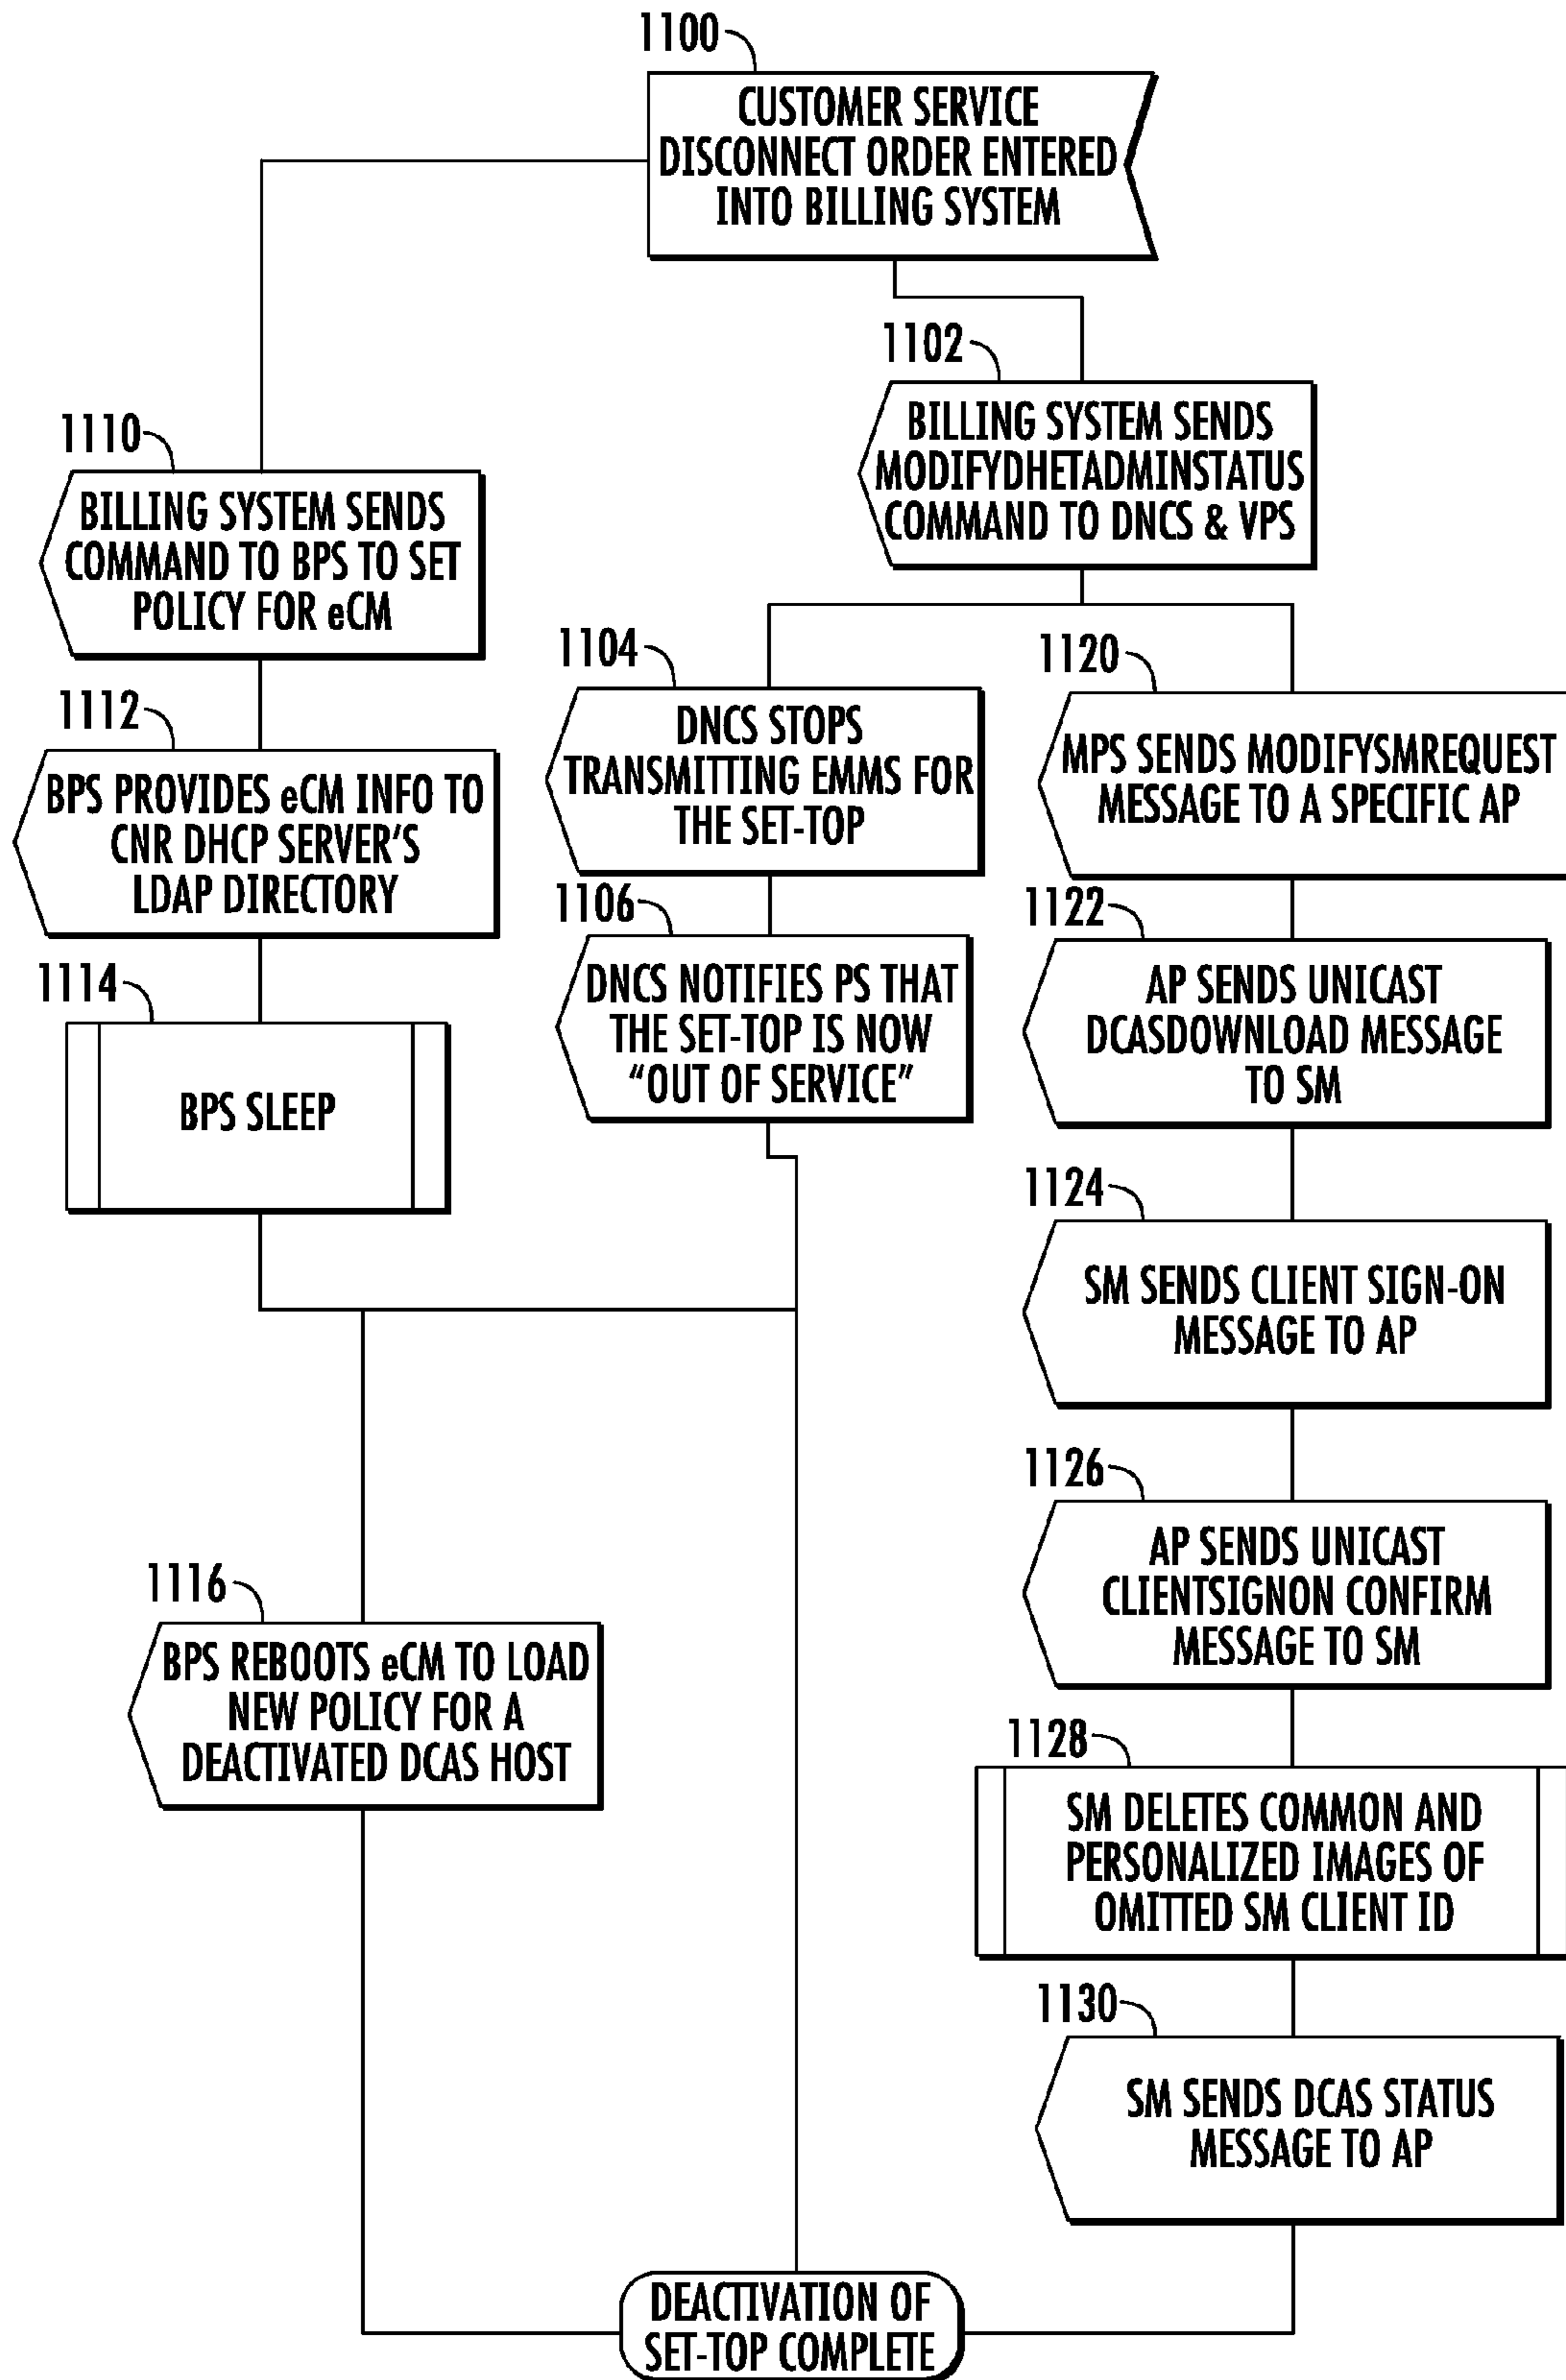 1100
CUSTOMER SERVICE
DISCONNECT ORDER ENTERED
INTO BILLING SYSTEM
1102
BILLING SYSTEM SENDS
MODIFYDHETADMINSTATUS
COMMAND TO DNCS & VPS
1110
BILLING SYSTEM SENDS
COMMAND TO BPS TO SET
POLICY FOR eCM
1104
DNCS STOPS
TRANSMITTING EMMS FOR
THE SET-TOP
1120
MPS SENDS MODIFYSMREQUEST
MESSAGE TO A SPECIFIC AP
1112
BPS PROVIDES eCM INFO TO
CNR DHCP SERVER'S
LDAP DIRECTORY
1106
DNCS NOTIFIES PS THAT
THE SET-TOP IS NOW
“OUT OF SERVICE”
1122
AP SENDS UNICAST
DCASDOWNLOAD MESSAGE
TO SM
1114
BPS SLEEP
1124
SM SENDS CLIENT SIGN-ON
MESSAGE TO AP
1126
AP SENDS UNICAST
CLIENTSIGNON CONFIRM
MESSAGE TO SM
1116
BPS REBOOTS eCM TO LOAD
NEW POLICY FOR A
DEACTIVATED DCAS HOST
1128
SM DELETES COMMON AND
PERSONALIZED IMAGES OF
OMITTED SM CLIENT ID
1130
SM SENDS DCAS STATUS
MESSAGE TO AP
DEACTIVATION OF
SET-TOP COMPLETE